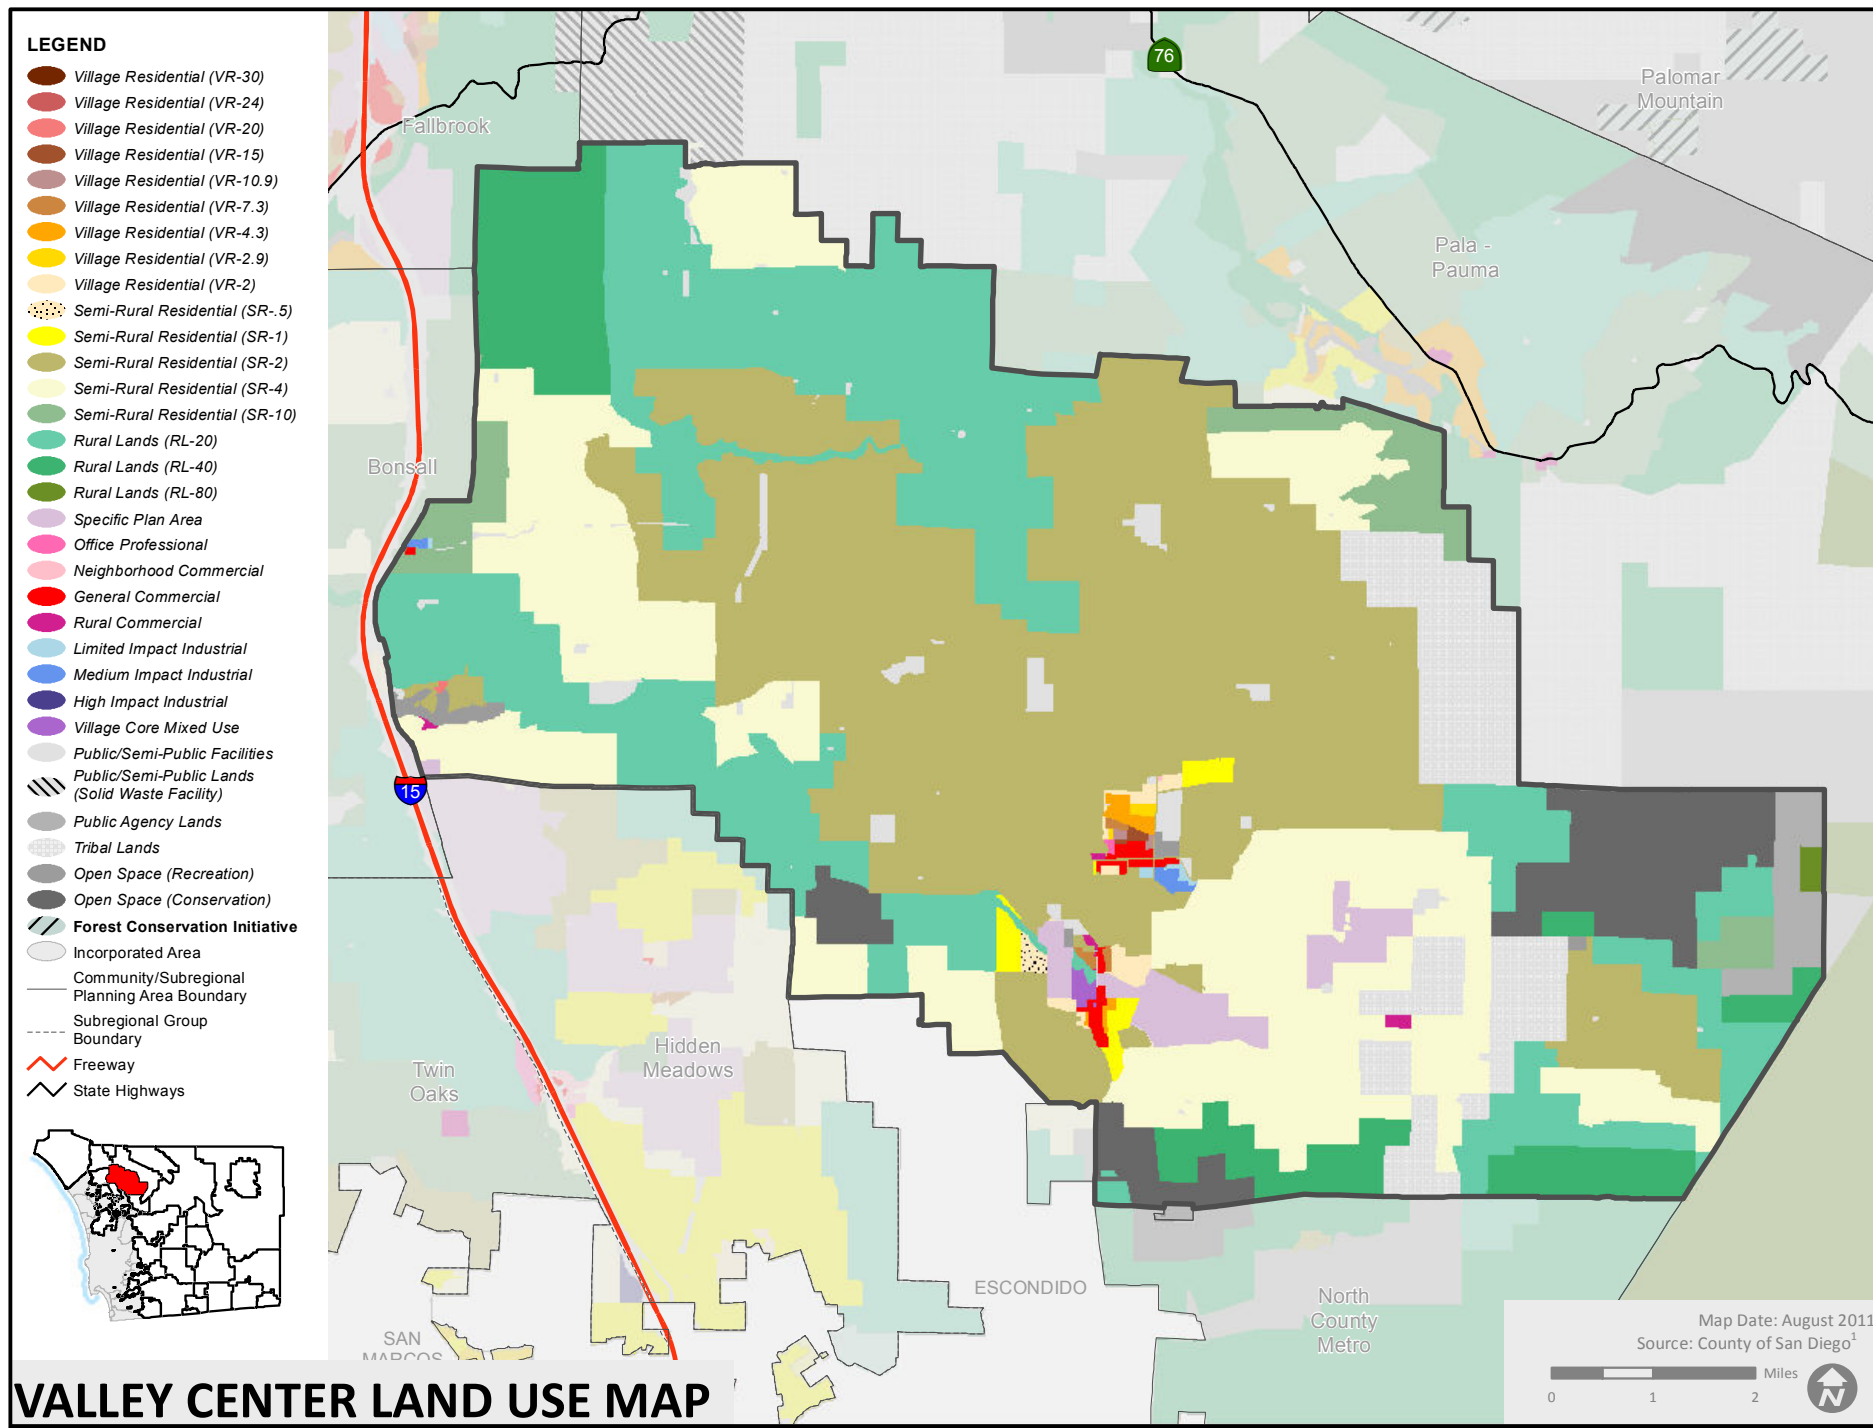 LEGEND
Village Residential (VR-30)
Village Residential (VR-24)
Village Residential (VR-20)
Village Residential (VR-15)
Village Residential (VR-10.9)
Village Residential (VR-7.3)
Village Residential (VR-4.3)
Village Residential (VR-2.9)
Village Residential (VR-2)
Semi-Rural Residential (SR-.5)
Semi-Rural Residential (SR-1)
Semi-Rural Residential (SR-2)
Semi-Rural Residential (SR-4)
Semi-Rural Residential (SR-10)
Rural Lands (RL-20)
Rural Lands (RL-40)
Rural Lands (RL-80)
Specific Plan Area
Office Professional
Neighborhood Commercial
General Commercial
Rural Commercial
Limited Impact Industrial
Medium Impact Industrial
High Impact Industrial
Village Core Mixed Use
Public/Semi-Public Facilities
Public/Semi-Public Lands
(Solid Waste Facility)
Public Agency Lands
Tribal Lands
Open Space (Recreation)
Open Space (Conservation)
Forest Conservation Initiative
Incorporated Area
Community/Subregional
Planning Area Boundary
Subregional Group
Boundary
Freeway
State Highways
76
Palomar
Mountain
Fallbrook
Pala -
Pauma
Bonsall
15
Hidden
Meadows
Twin
Oaks
ESCONDIDO
North
County
Metro
SAN
MARCOS
Map Date: August 2011
Source: County of San Diego1
Miles
0 1 2
N
VALLEY CENTER LAND USE MAP